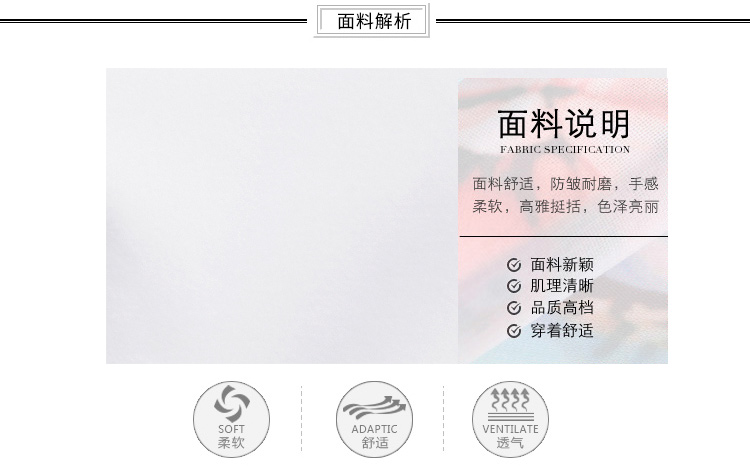 面料解析
面料说明
FABRIC SPECIFICATION
面料舒适，防皱耐磨，手感
柔软，高雅挺括，色泽亮丽
面料新颖
肌理清晰
品质高档
穿着舒适
SOFT
柔软
ADAPTIC
舒适
VENTILATE
透气